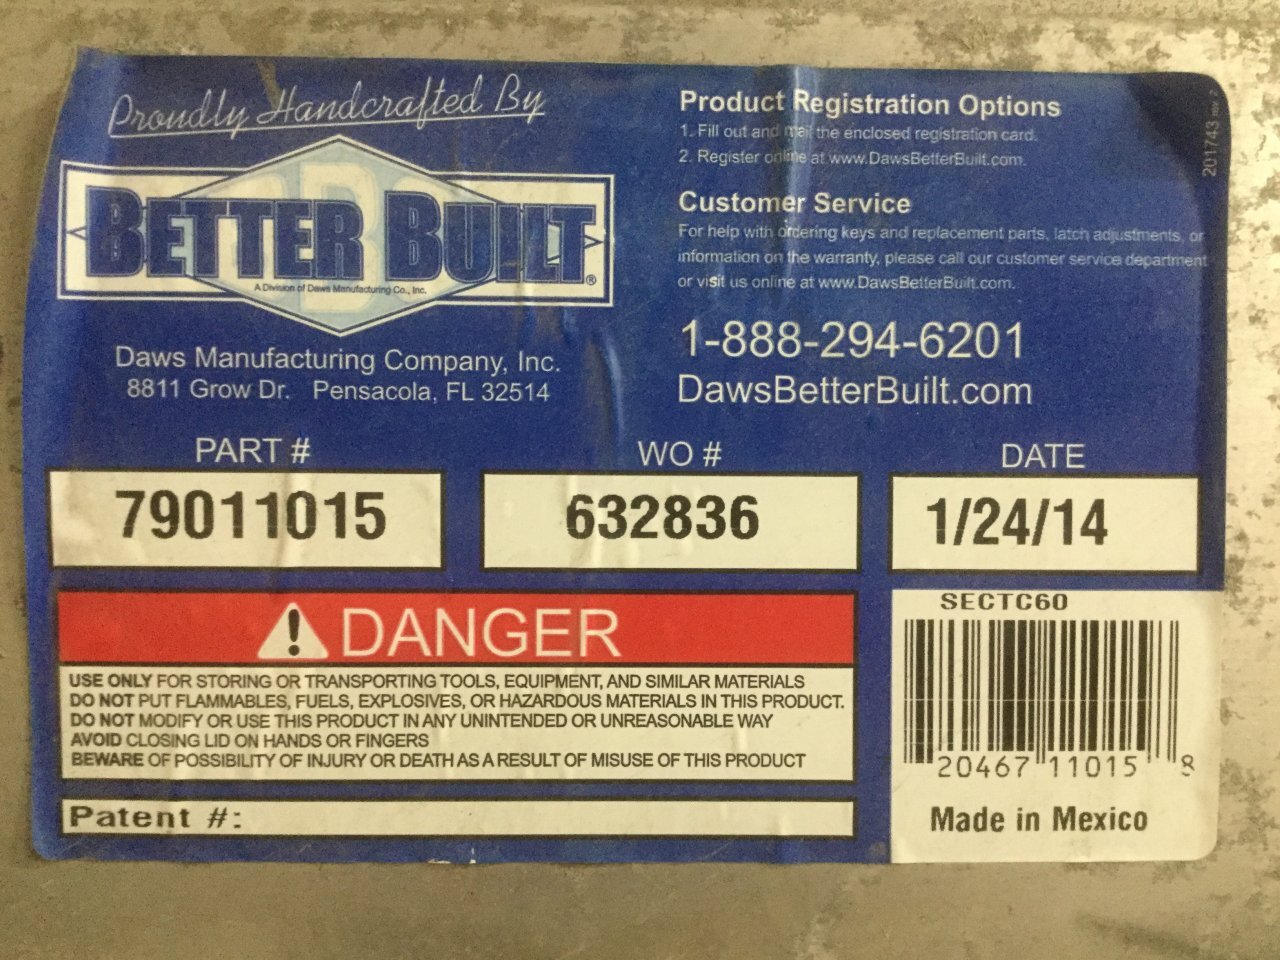 Proudly Handcrafted By
BETTER BUILT®
A Division of Daws Manufacturing Co., Inc.
Daws Manufacturing Company, Inc.
8811 Grow Dr. Pensacola, FL 32514
Product Registration Options
1. Fill out and mail the enclosed registration card.
2. Register online at www.DawsBetterBuilt.com.
Customer Service
For help with ordering keys and replacement parts, latch adjustments, or
information on the warranty, please call our customer service department
or visit us online at www.DawsBetterBuilt.com.
1-888-294-6201
DawsBetterBuilt.com
201743 REV. 2
PART #
79011015
WO #
632836
DATE
1/24/14
DANGER
USE ONLY FOR STORING OR TRANSPORTING TOOLS, EQUIPMENT, AND SIMILAR MATERIALS
DO NOT PUT FLAMMABLES, FUELS, EXPLOSIVES, OR HAZARDOUS MATERIALS IN THIS PRODUCT.
DO NOT MODIFY OR USE THIS PRODUCT IN ANY UNINTENDED OR UNREASONABLE WAY
AVOID CLOSING LID ON HANDS OR FINGERS
BEWARE OF POSSIBILITY OF INJURY OR DEATH AS A RESULT OF MISUSE OF THIS PRODUCT
Patent #:
SECTC60
20467 11015 8
Made in Mexico